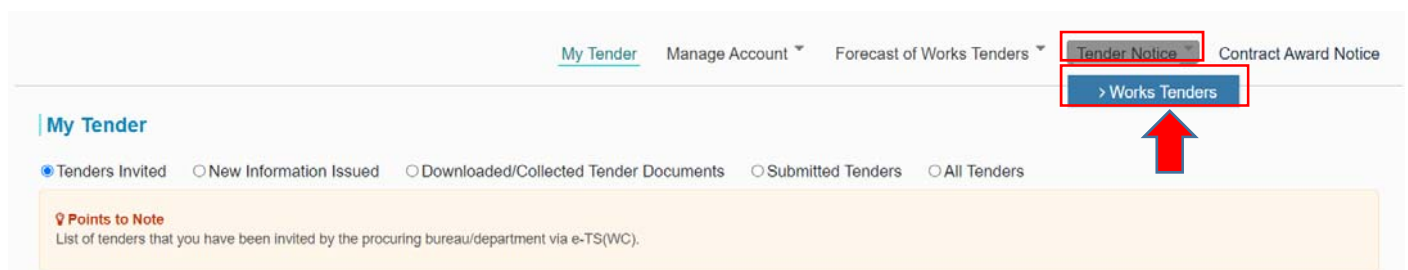 My Tender Manage Account Forecast of Works Tenders Tender Notice Contract Award Notice
> Works Tenders
My Tender
Tenders Invited New Information Issued Downloaded/Collected Tender Documents Submitted Tenders All Tenders
Points to Note
List of tenders that you have been invited by the procuring bureau/department via e-TS(WC).